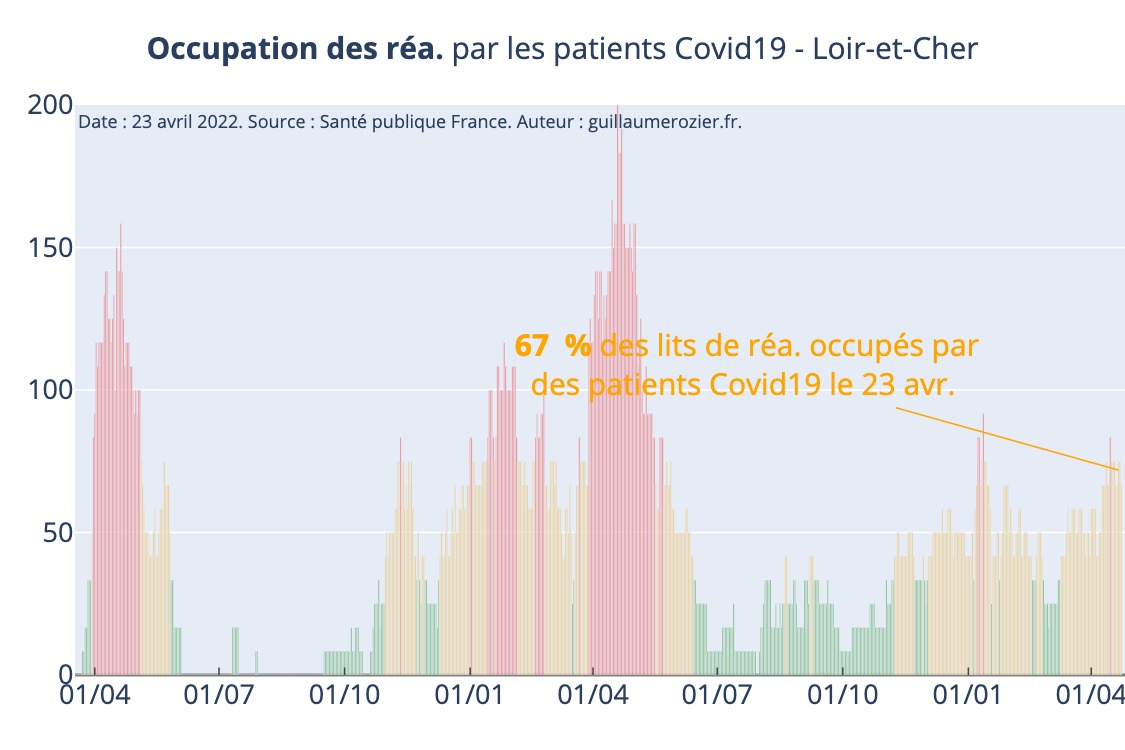 Occupation des réa. par les patients Covid19 - Loir-et-Cher
200
Date : 23 avril 2022. Source : Santé publique France. Auteur : guillaumerozier.fr.
150
67 % des lits de réa. occupés par
des patients Covid19 le 23 avr.
100
50
0
01/04 01/07 01/10 01/01 01/04 01/07 01/10 01/01 01/04